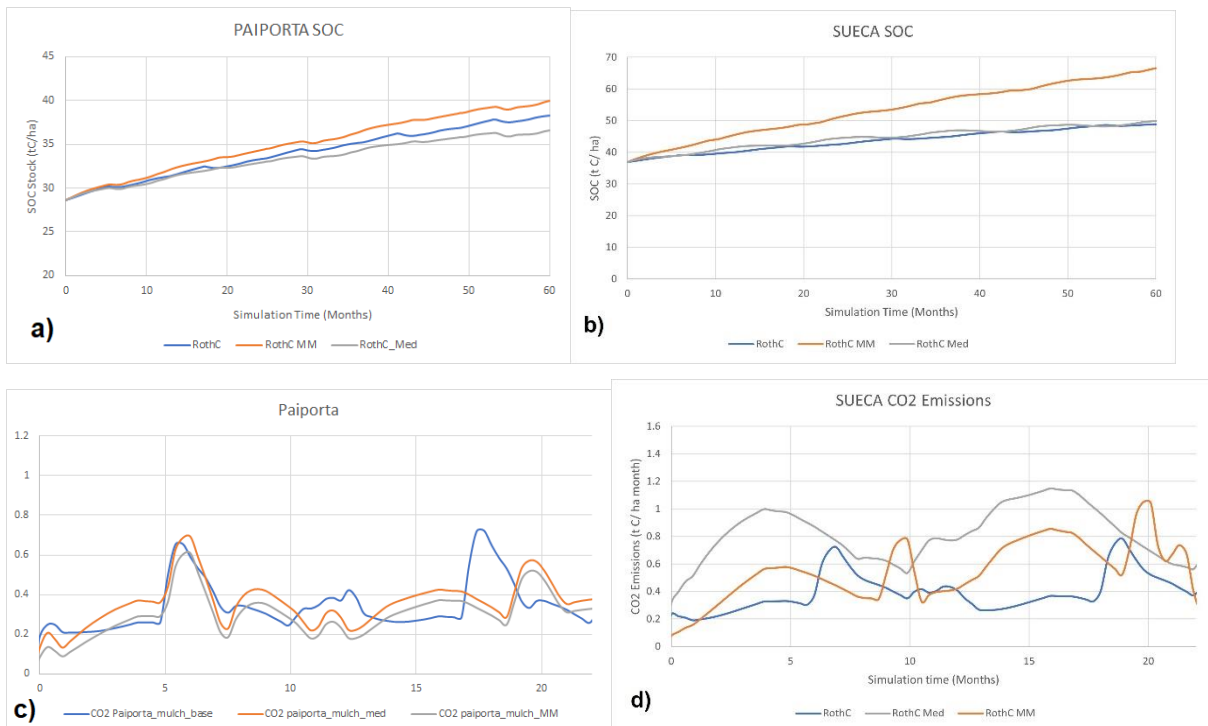 PAIPORTA SOC
45
40
35
30
25
20
SOC Stock (tC/ha)
0 10 20 30 40 50 60
Simulation Time (Months)
a)
RothC RothC MM RothC_Med
SUECA SOC
70
60
50
40
30
20
10
0
SOC (t C/ ha)
0 10 20 30 40 50 60
Simulation Time (Months)
b)
RothC RothC MM RothC Med
Paiporta
1.2
1
0.8
0.6
0.4
0.2
0
0 5 10 15 20
c)
CO2 Paiporta_mulch_base CO2 paiporta_mulch_med CO2 paiporta_mulch_MM
SUECA CO2 Emissions
1.6
1.4
1.2
1
0.8
0.6
0.4
0.2
0
CO2 Emissions (t C/ ha month)
0 5 10 15 20
Simulation time (Months)
d)
RothC RothC Med RothC MM